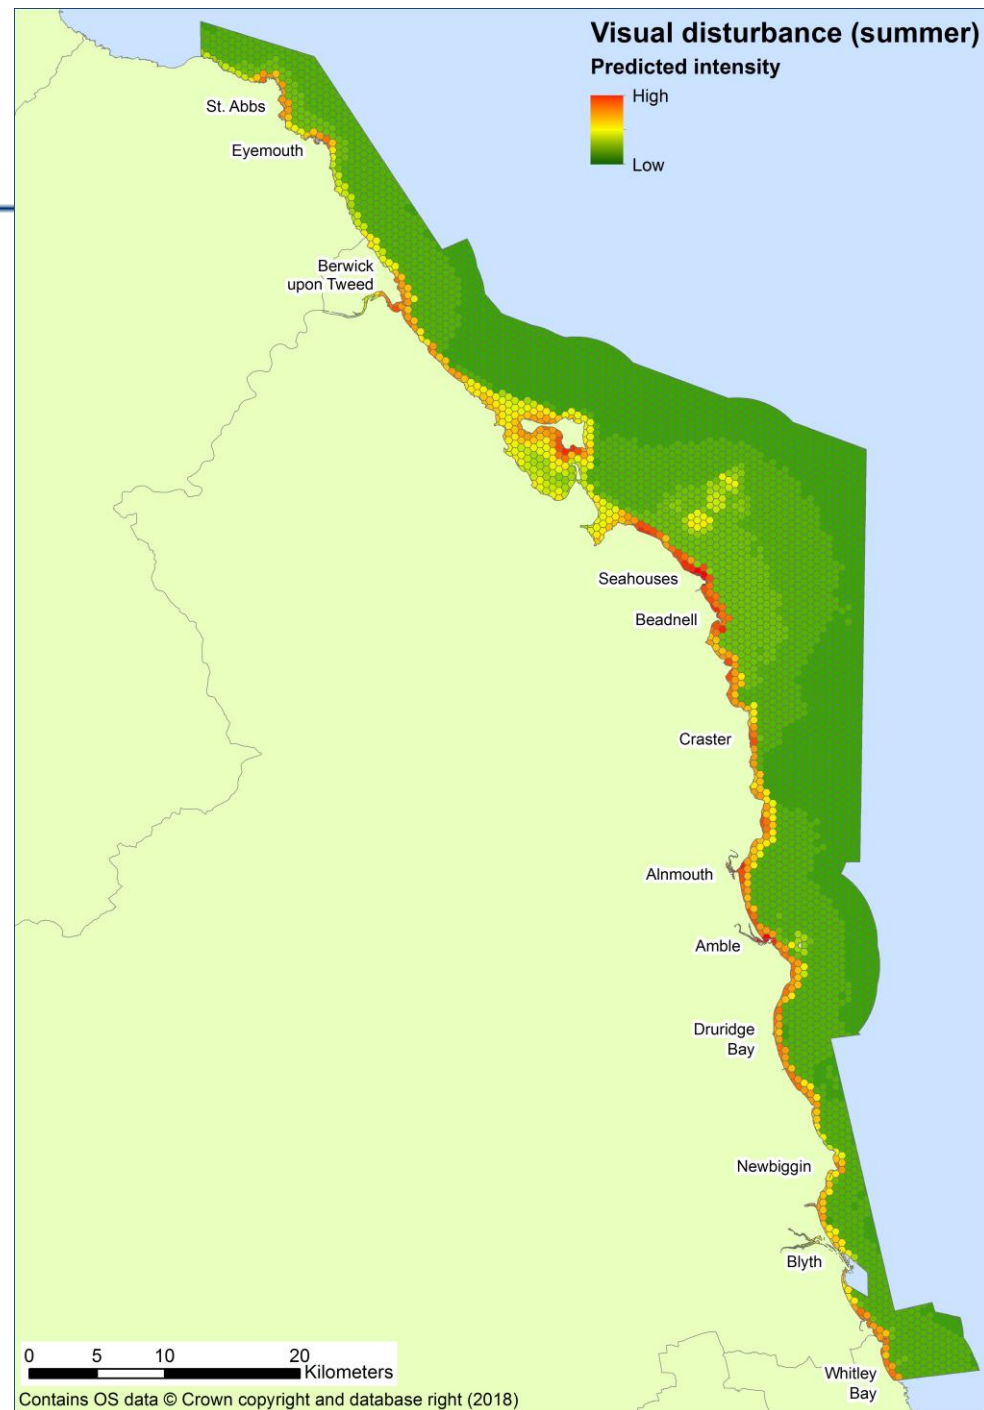 Visual disturbance (summer)
Predicted intensity
High
Low
St. Abbs
Eyemouth
Berwick
upon Tweed
Seahouses
Beadnell
Craster
Alnmouth
Amble
Druridge
Bay
Newbiggin
Blyth
Whitley
Bay
0 5 10 20
Kilometers
Contains OS data © Crown copyright and database right (2018)